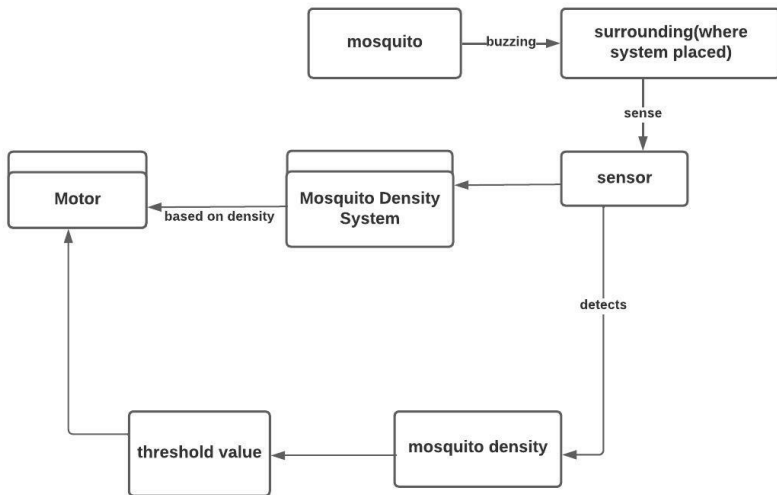 mosquito
buzzing
surrounding(where
system placed)
sense
sensor
Mosquito Density
System
based on density
Motor
detects
mosquito density
threshold value